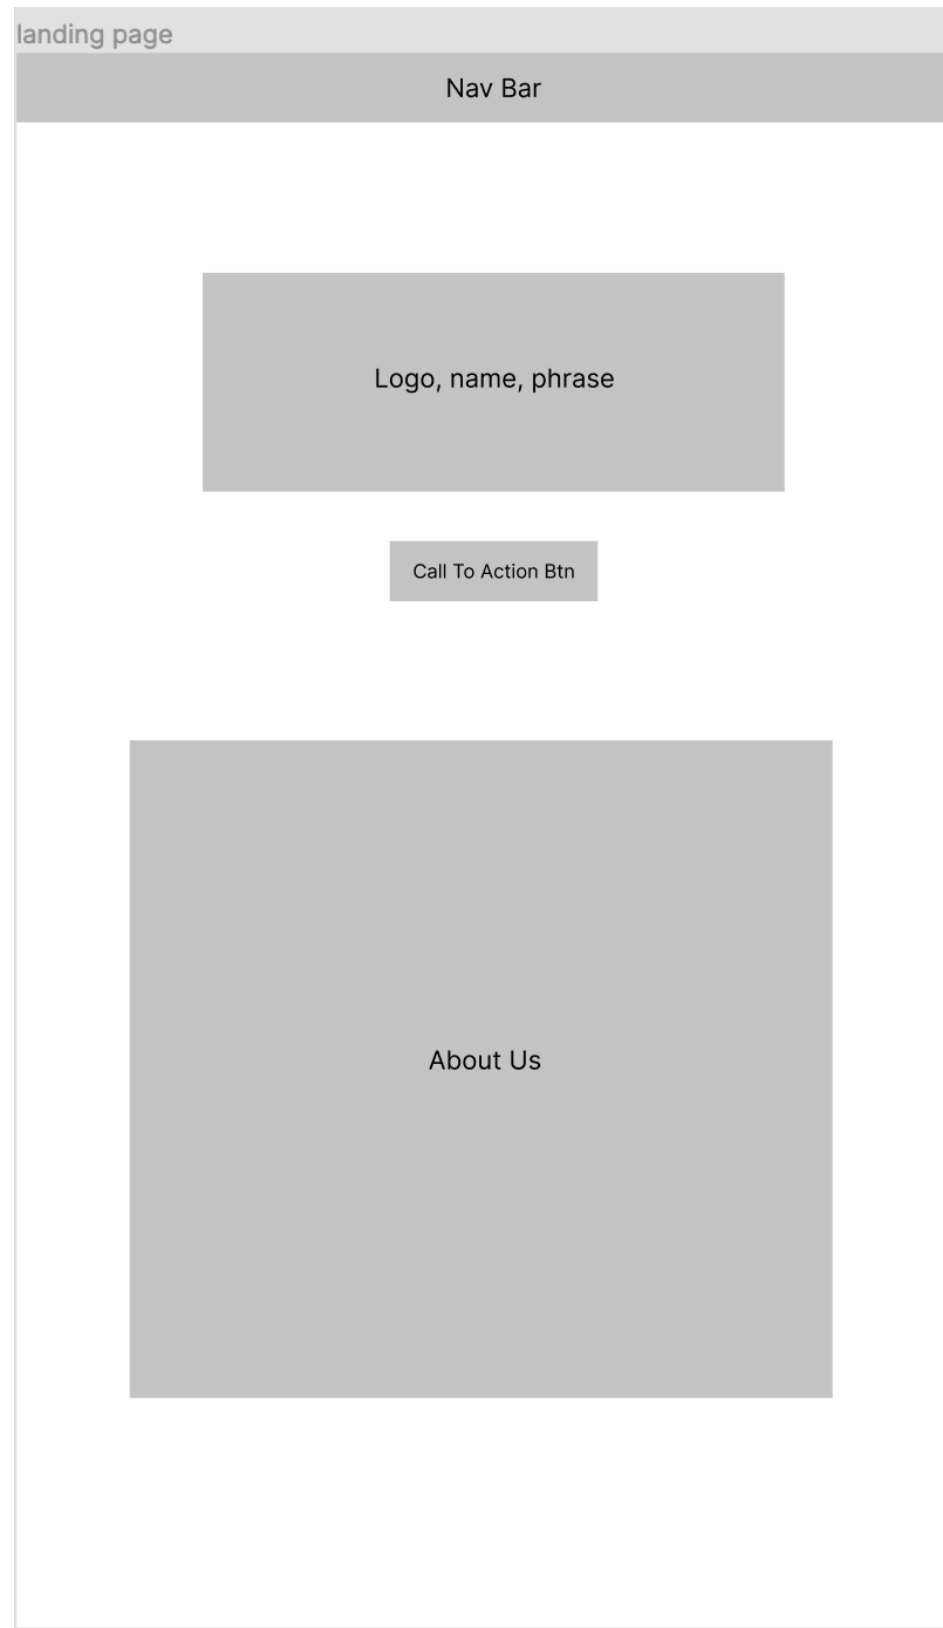 landing page
Nav Bar
Logo, name, phrase
Call To Action Btn
About Us